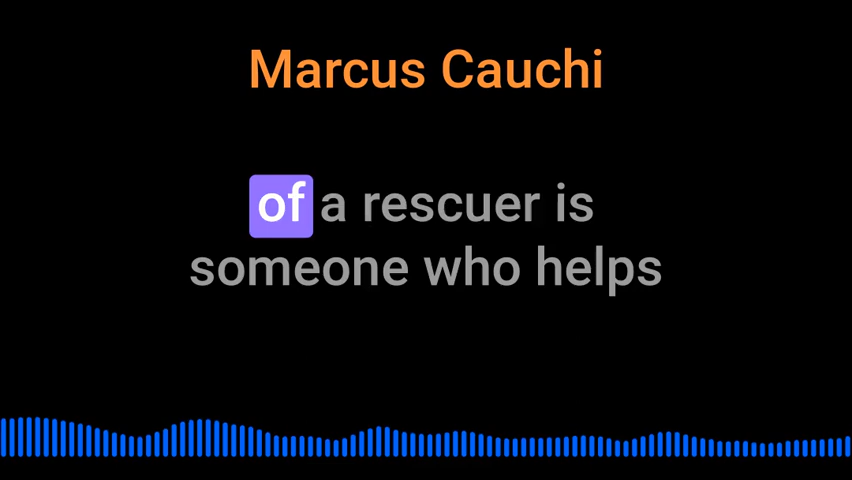 Marcus Cauchi
of a rescuer is
someone who helps